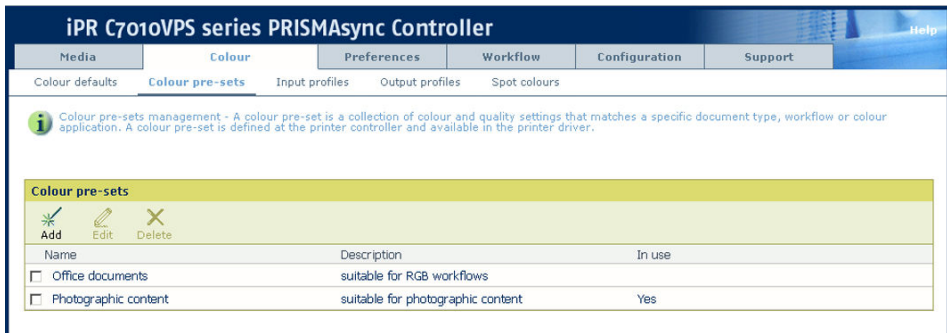 iPR C7010VPS series PRISMAsync Controller
Help
Media Colour Preferences Workflow Configuration Support
Colour defaults Colour pre-sets Input profiles Output profiles Spot colours
Colour pre-sets management - A colour pre-set is a collection of colour and quality settings that matches a specific document type, workflow or colour
application. A colour pre-set is defined at the printer controller and available in the printer driver.
Colour pre-sets
Add Edit Delete
Name Description In use
Office documents suitable for RGB workflows
Photographic content suitable for photographic content Yes